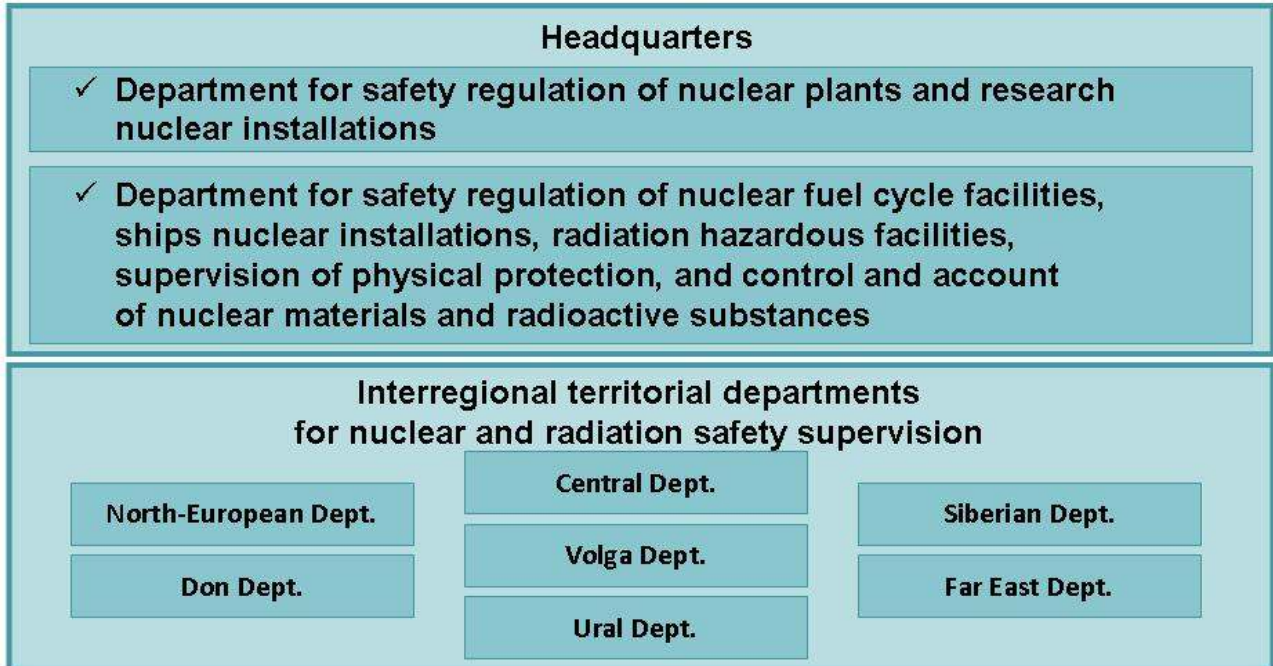 Headquarters
✓ Department for safety regulation of nuclear plants and research
nuclear installations
✓ Department for safety regulation of nuclear fuel cycle facilities,
ships nuclear installations, radiation hazardous facilities,
supervision of physical protection, and control and account
of nuclear materials and radioactive substances
Interregional territorial departments
for nuclear and radiation safety supervision
North-European Dept.
Don Dept.
Central Dept.
Volga Dept.
Ural Dept.
Siberian Dept.
Far East Dept.